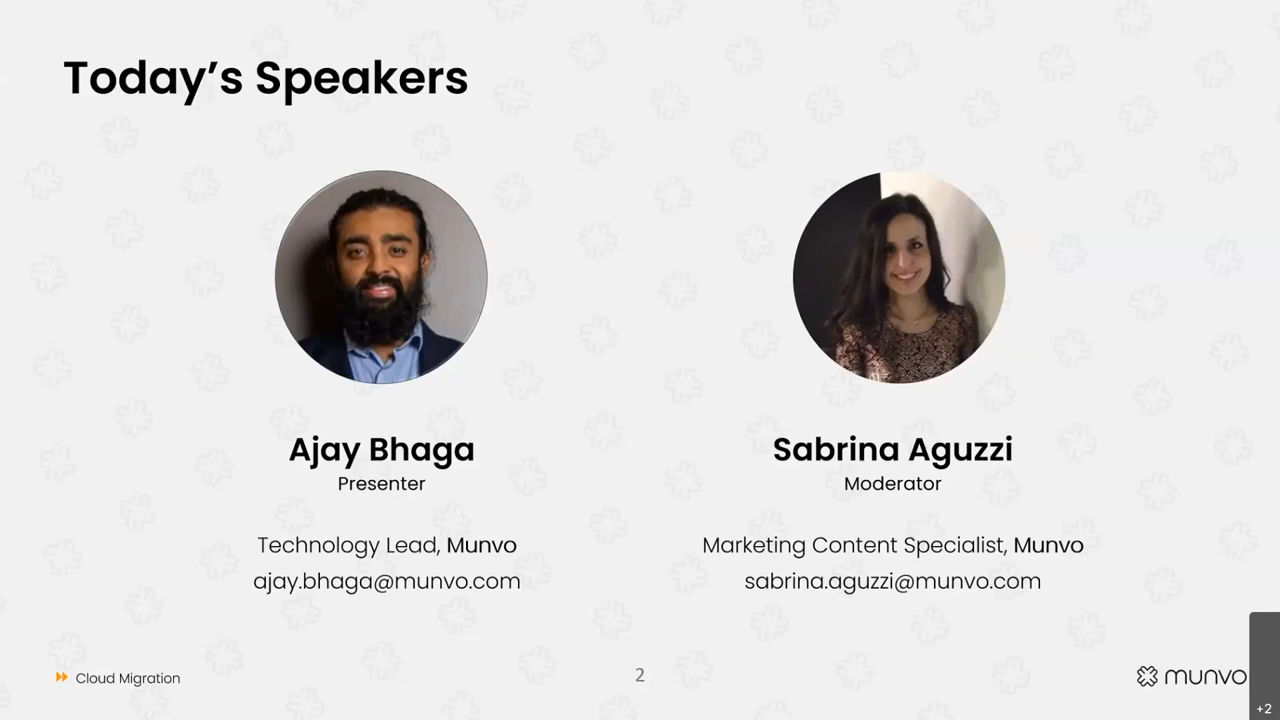 Today's Speakers
Ajay Bhaga
Presenter
Technology Lead, Munvo
ajay.bhaga@munvo.com
Sabrina Aguzzi
Moderator
Marketing Content Specialist, Munvo
sabrina.aguzzi@munvo.com
Cloud Migration
2
munvo
+2